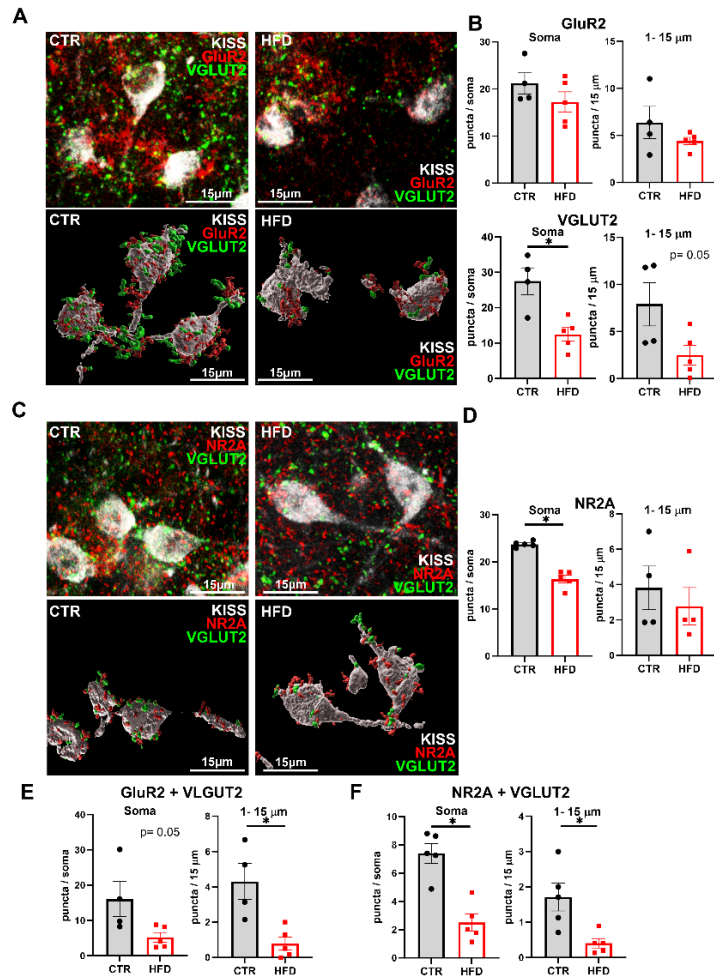 A
CTR
KISS
GluR2
VGLUT2
15μm
HFD
KISS
GluR2
VGLUT2
15μm
CTR
KISS
GluR2
VGLUT2
15μm
HFD
KISS
GluR2
VGLUT2
15μm
B
GluR2
Soma
puncta / soma
30
20
10
0
CTR
HFD
1- 15 μm
puncta / 15 μm
15
10
5
0
CTR
HFD
VGLUT2
Soma
*
puncta / soma
40
30
20
10
0
CTR
HFD
1- 15 μm
p= 0.05
puncta / 15 μm
15
10
5
0
CTR
HFD
C
CTR
KISS
NR2A
VGLUT2
15μm
HFD
KISS
NR2A
VGLUT2
15μm
CTR
KISS
NR2A
VGLUT2
15μm
HFD
KISS
NR2A
VGLUT2
15μm
D
NR2A
Soma
*
puncta / soma
30
20
10
0
CTR
HFD
1- 15 μm
puncta / 15 μm
8
6
4
2
0
CTR
HFD
E
GluR2 + VLGUT2
Soma
p= 0.05
puncta / soma
40
30
20
10
0
CTR
HFD
1- 15 μm
*
puncta / 15 μm
8
6
4
2
0
CTR
HFD
F
NR2A + VGLUT2
Soma
*
puncta / soma
10
8
6
4
2
0
CTR
HFD
1- 15 μm
*
puncta / 15 μm
4
3
2
1
0
CTR
HFD